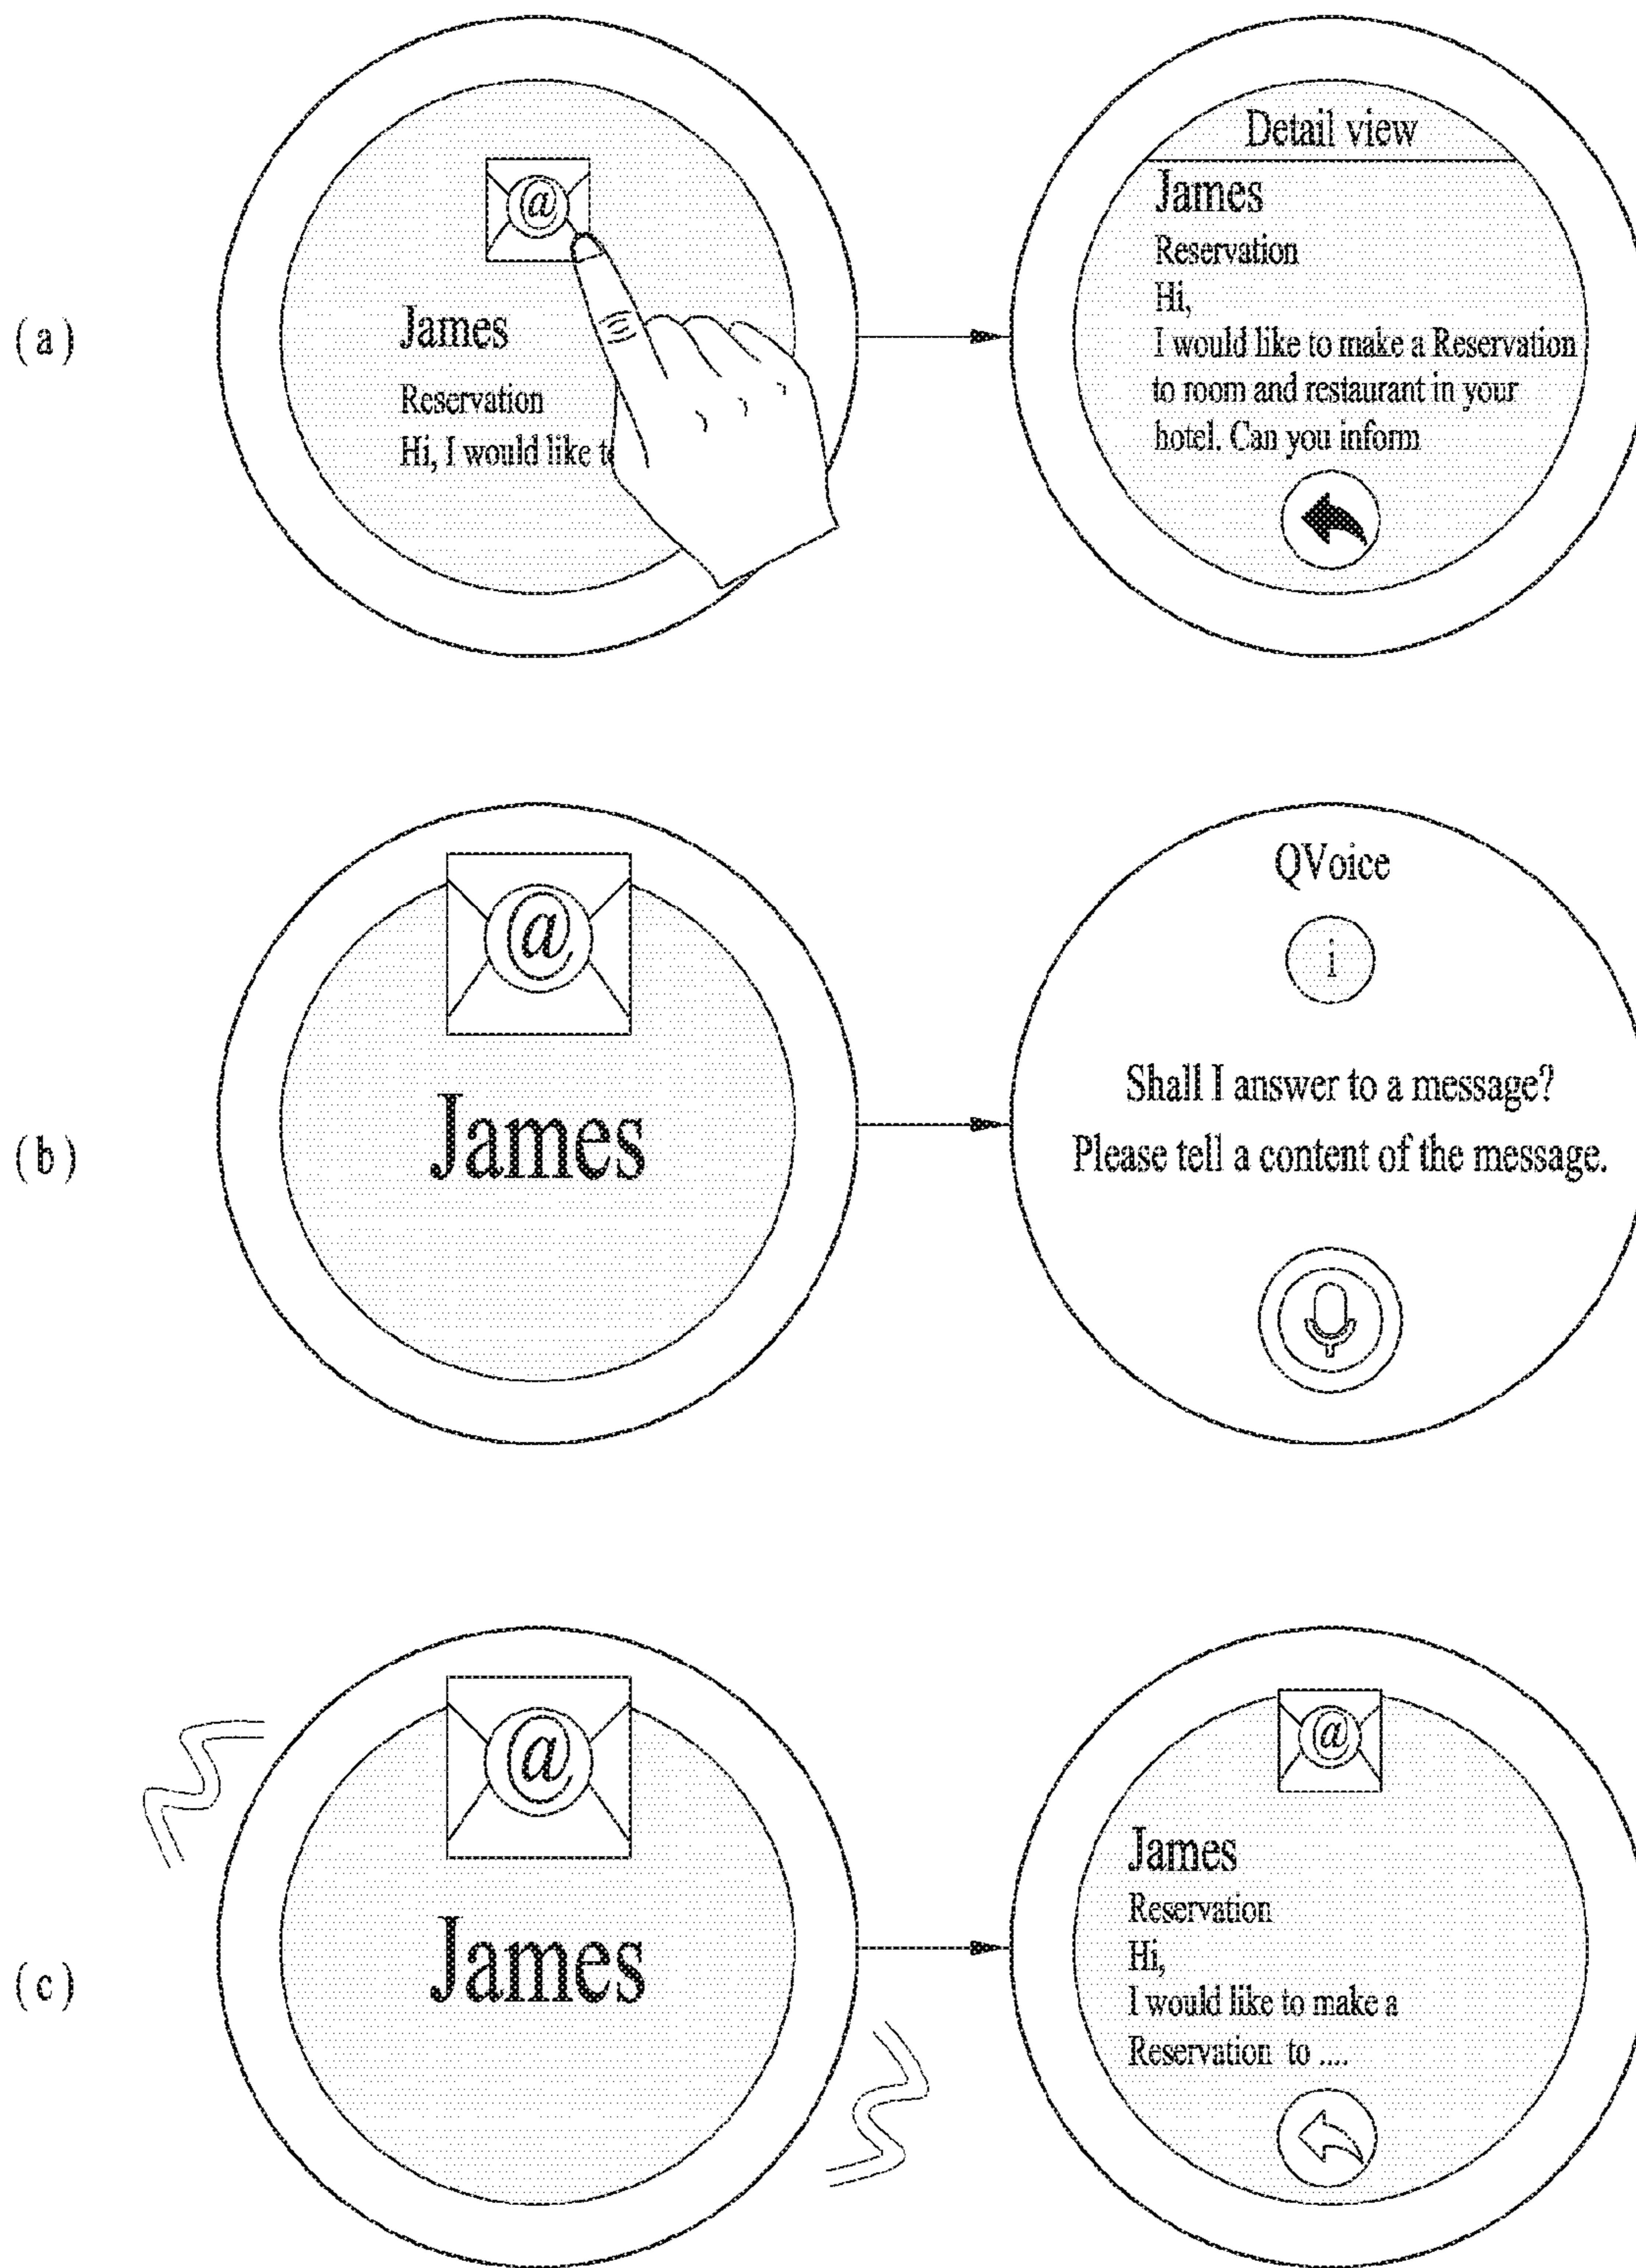 (a)
@
James
Reservation
Hi, I would like to
Detail view
James
Reservation
Hi,
I would like to make a Reservation
to room and restaurant in your
hotel. Can you inform
(b)
@
James
QVoice
i
Shall I answer to a message?
Please tell a content of the message.
(c)
@
James
@
James
Reservation
Hi,
I would like to make a
Reservation to ....